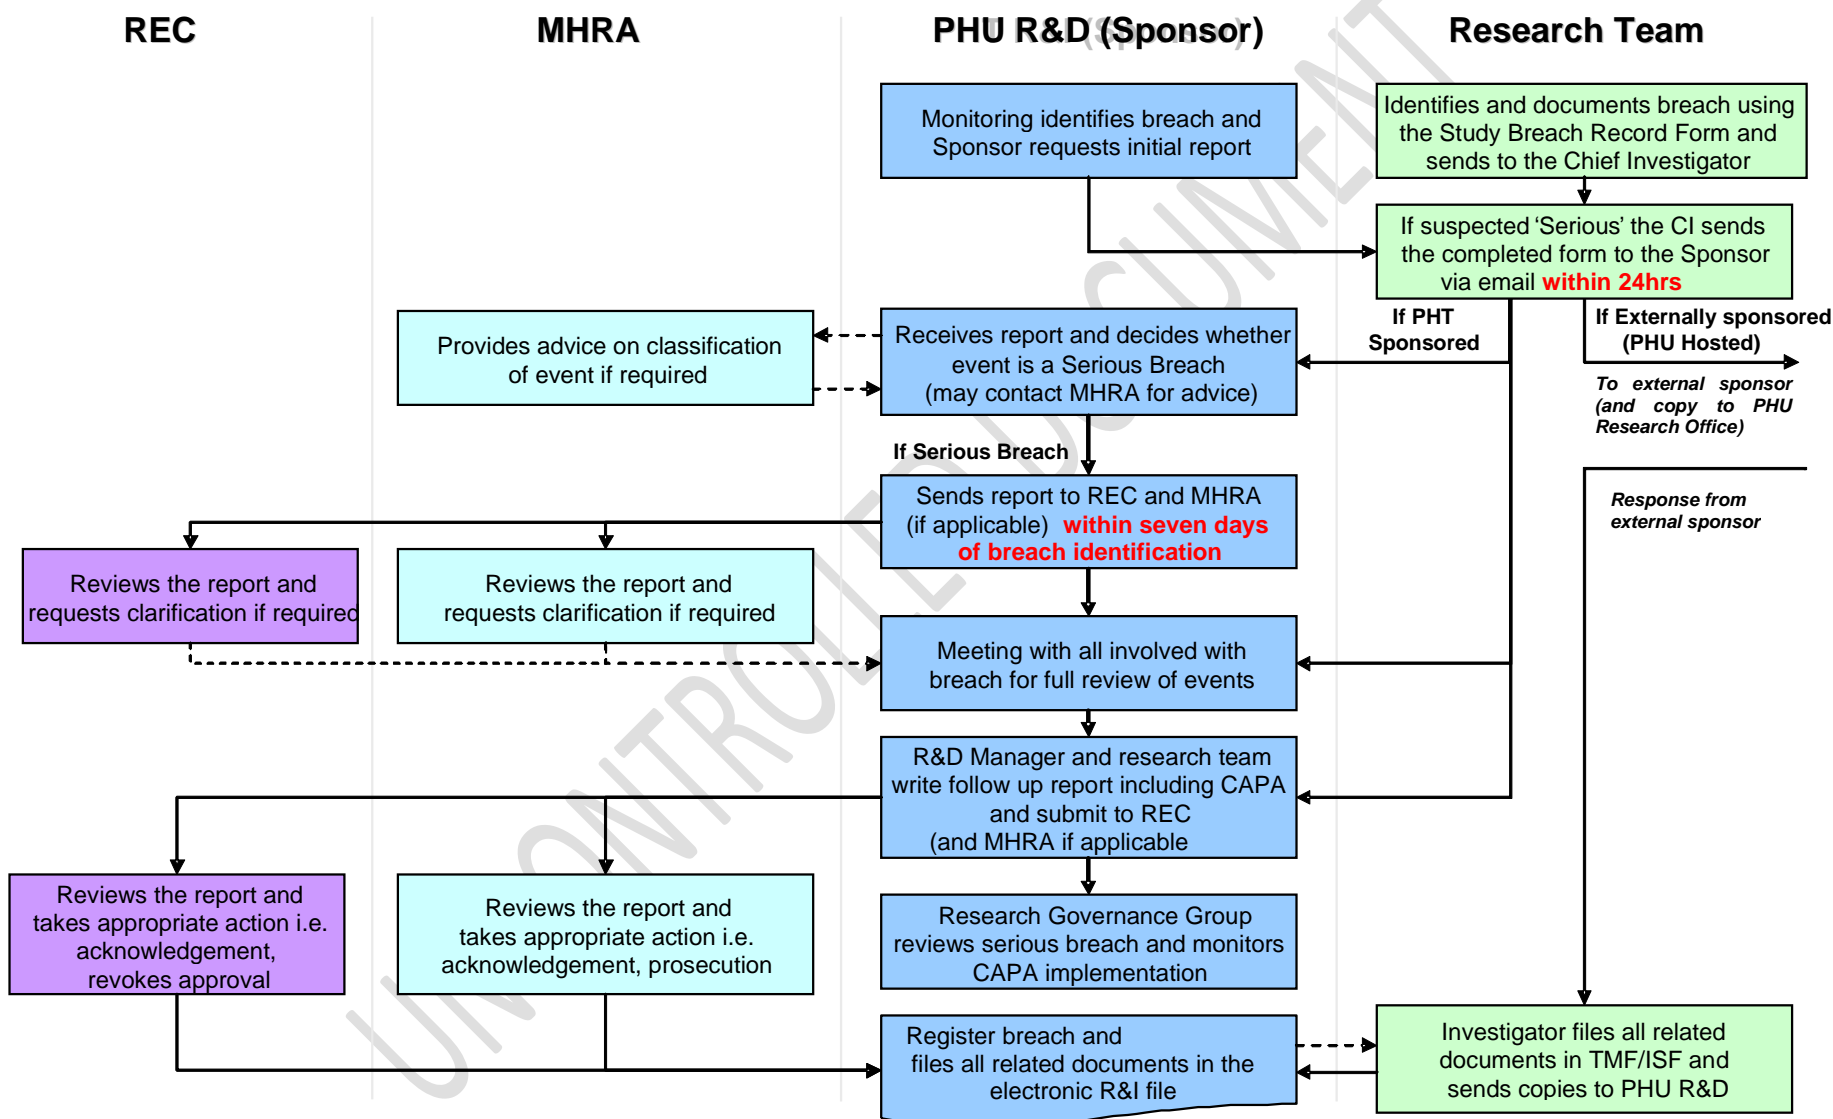 REC
MHRA
PHU R&D (Sponsor)
Research Team
Monitoring identifies breach and
Sponsor requests initial report
Identifies and documents breach using
the Study Breach Record Form and
sends to the Chief Investigator
If suspected ‘Serious’ the CI sends
the completed form to the Sponsor
via email within 24hrs
If PHT
Sponsored
If Externally sponsored
(PHU Hosted)
To external sponsor
(and copy to PHU
Research Office)
Provides advice on classification
of event if required
Receives report and decides whether
event is a Serious Breach
(may contact MHRA for advice)
If Serious Breach
Sends report to REC and MHRA
(if applicable) within seven days
of breach identification
Response from
external sponsor
Reviews the report and
requests clarification if required
Reviews the report and
requests clarification if required
Meeting with all involved with
breach for full review of events
R&D Manager and research team
write follow up report including CAPA
and submit to REC
(and MHRA if applicable
Reviews the report and
takes appropriate action i.e.
acknowledgement,
revokes approval
Reviews the report and
takes appropriate action i.e.
acknowledgement, prosecution
Research Governance Group
reviews serious breach and monitors
CAPA implementation
Register breach and
files all related documents in the
electronic R&I file
Investigator files all related
documents in TMF/ISF and
sends copies to PHU R&D
UNCONTROLLED DOCUMENT